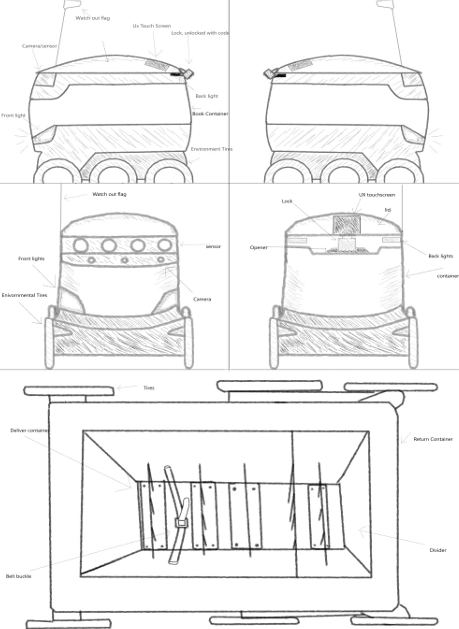 Watch out flag
Ux Touch Screen
Lock, unlocked with code
Camera/sensor
Back light
Front light
Book Container
Environment Tires
Watch out flag
sensor
Front lights
Camera
Enivornmental Tires
UX touchscreen
Lock
lid
Opener
Back lights
container
Tires
Deliver container
Return Container
Divider
Belt buckle